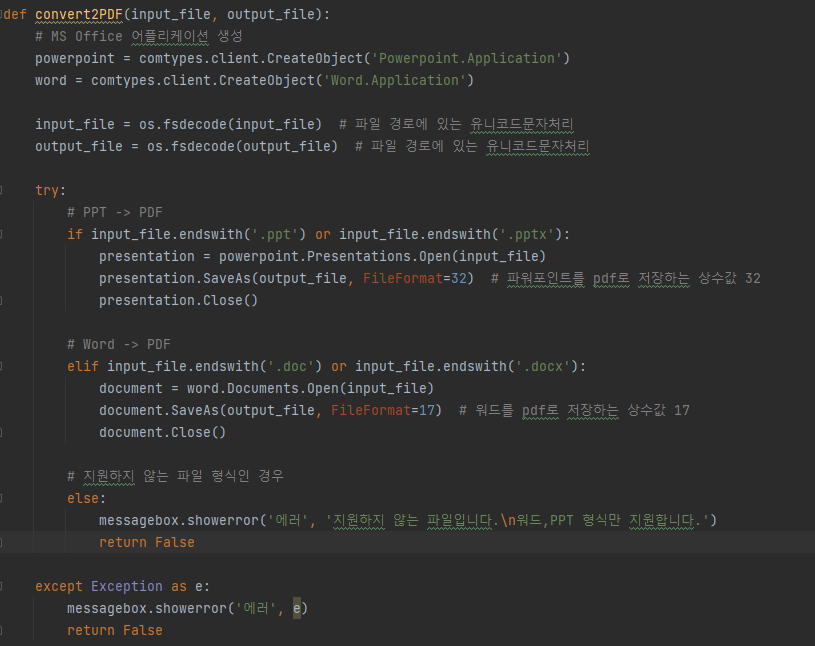 def convert2PDF(input_file, output_file):
    # MS Office 어플리케이션 생성
    powerpoint = comtypes.client.CreateObject('Powerpoint.Application')
    word = comtypes.client.CreateObject('Word.Application')

    input_file = os.fsdecode(input_file)  # 파일 경로에 있는 유니코드문자처리
    output_file = os.fsdecode(output_file)  # 파일 경로에 있는 유니코드문자처리

    try:
        # PPT -> PDF
        if input_file.endswith('.ppt') or input_file.endswith('.pptx'):
            presentation = powerpoint.Presentations.Open(input_file)
            presentation.SaveAs(output_file, FileFormat=32)  # 파워포인트를 pdf로 저장하는 상수값 32
            presentation.Close()

        # Word -> PDF
        elif input_file.endswith('.doc') or input_file.endswith('.docx'):
            document = word.Documents.Open(input_file)
            document.SaveAs(output_file, FileFormat=17)  # 워드를 pdf로 저장하는 상수값 17
            document.Close()

        # 지원하지 않는 파일 형식인 경우
        else:
            messagebox.showerror('에러', '지원하지 않는 파일입니다.\n워드,PPT 형식만 지원합니다.')
            return False

    except Exception as e:
        messagebox.showerror('에러', e)
        return False